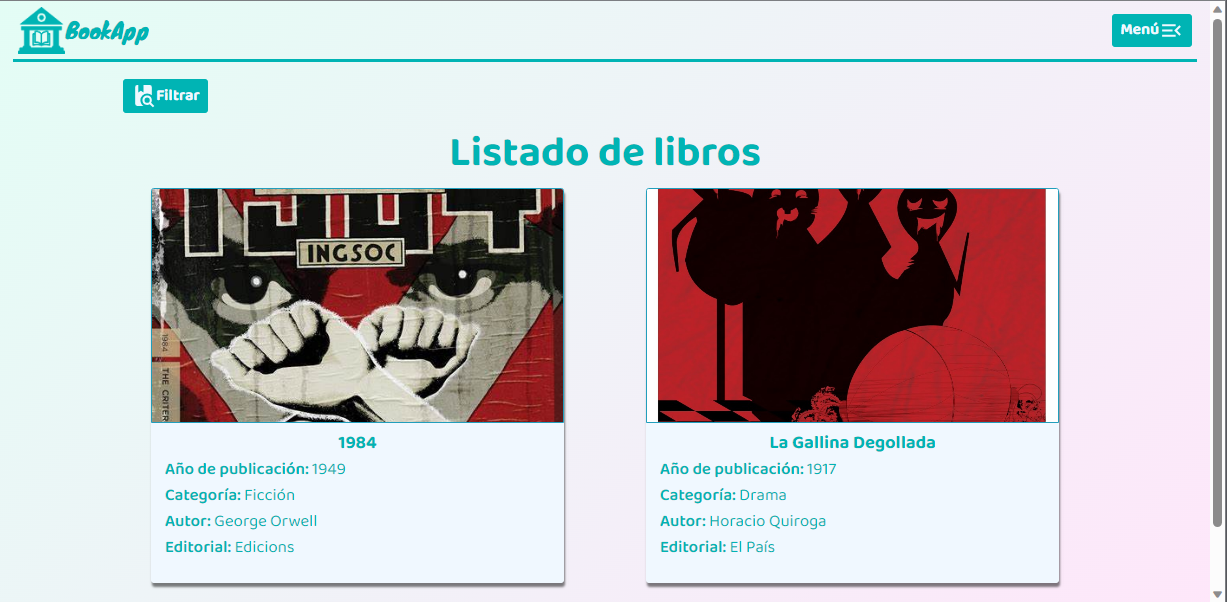 BookApp
Menú
Filtrar
Listado de libros
1984
INGSOC
1984
THE CRITER
1984
Año de publicación: 1949
Categoría: Ficción
Autor: George Orwell
Editorial: Edicions
La Gallina Degollada
Año de publicación: 1917
Categoría: Drama
Autor: Horacio Quiroga
Editorial: El País